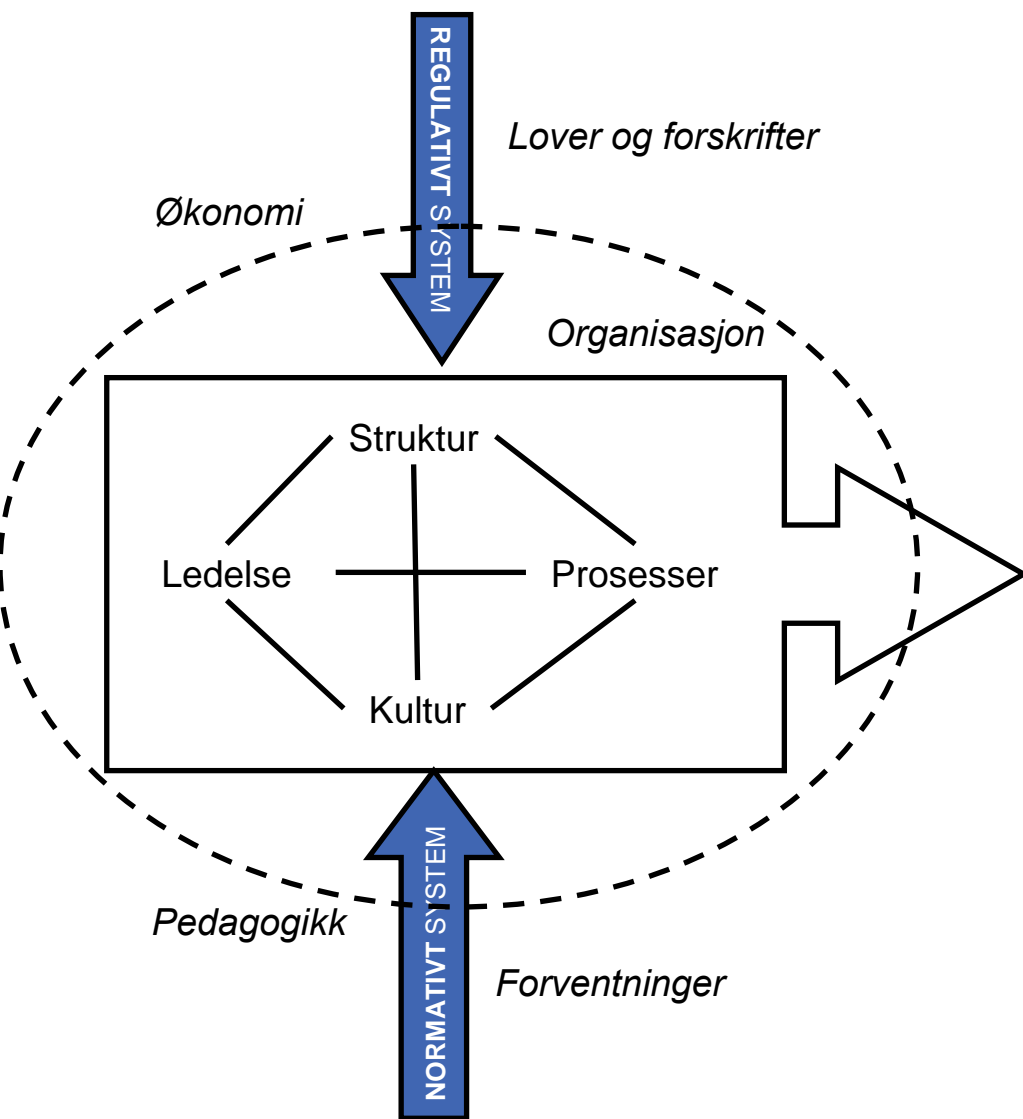 REGULATIVT SYSTEM
Lover og forskrifter
Økonomi
Organisasjon
Struktur
Ledelse
Prosesser
Kultur
NORMATIVT SYSTEM
Pedagogikk
Forventninger